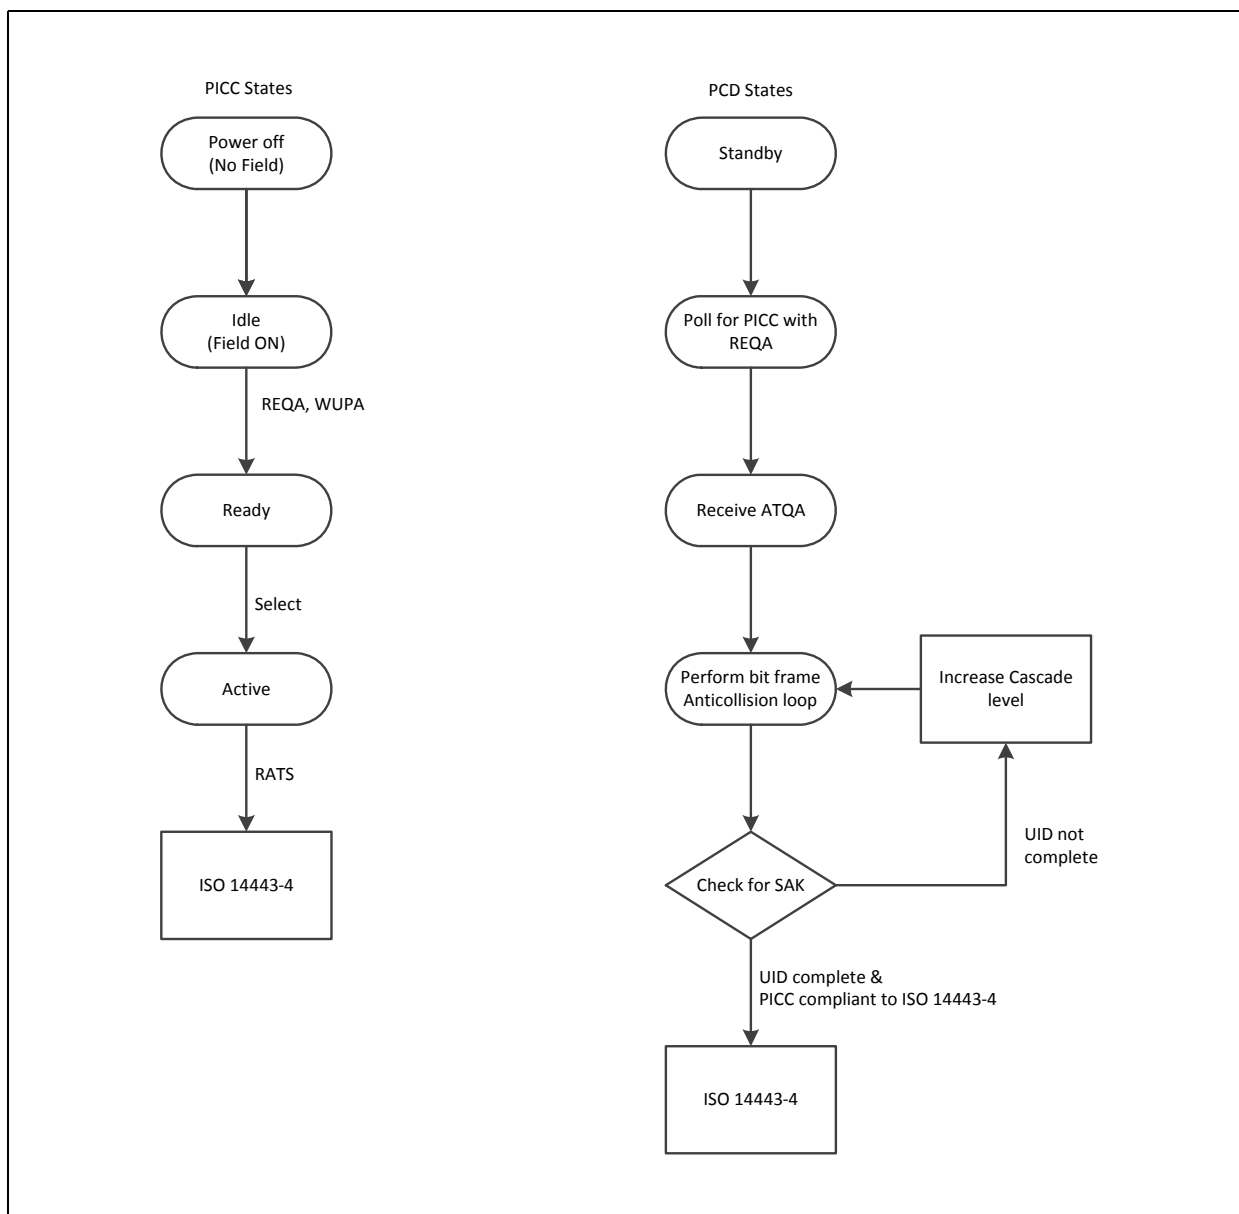 PICC States
Power off
(No Field)
Idle
(Field ON)
REQA, WUPA
Ready
Select
Active
RATS
ISO 14443-4
PCD States
Standby
Poll for PICC with
REQA
Receive ATQA
Perform bit frame
Anticollision loop
Increase Cascade
level
UID not
complete
Check for SAK
UID complete &
PICC compliant to ISO 14443-4
ISO 14443-4